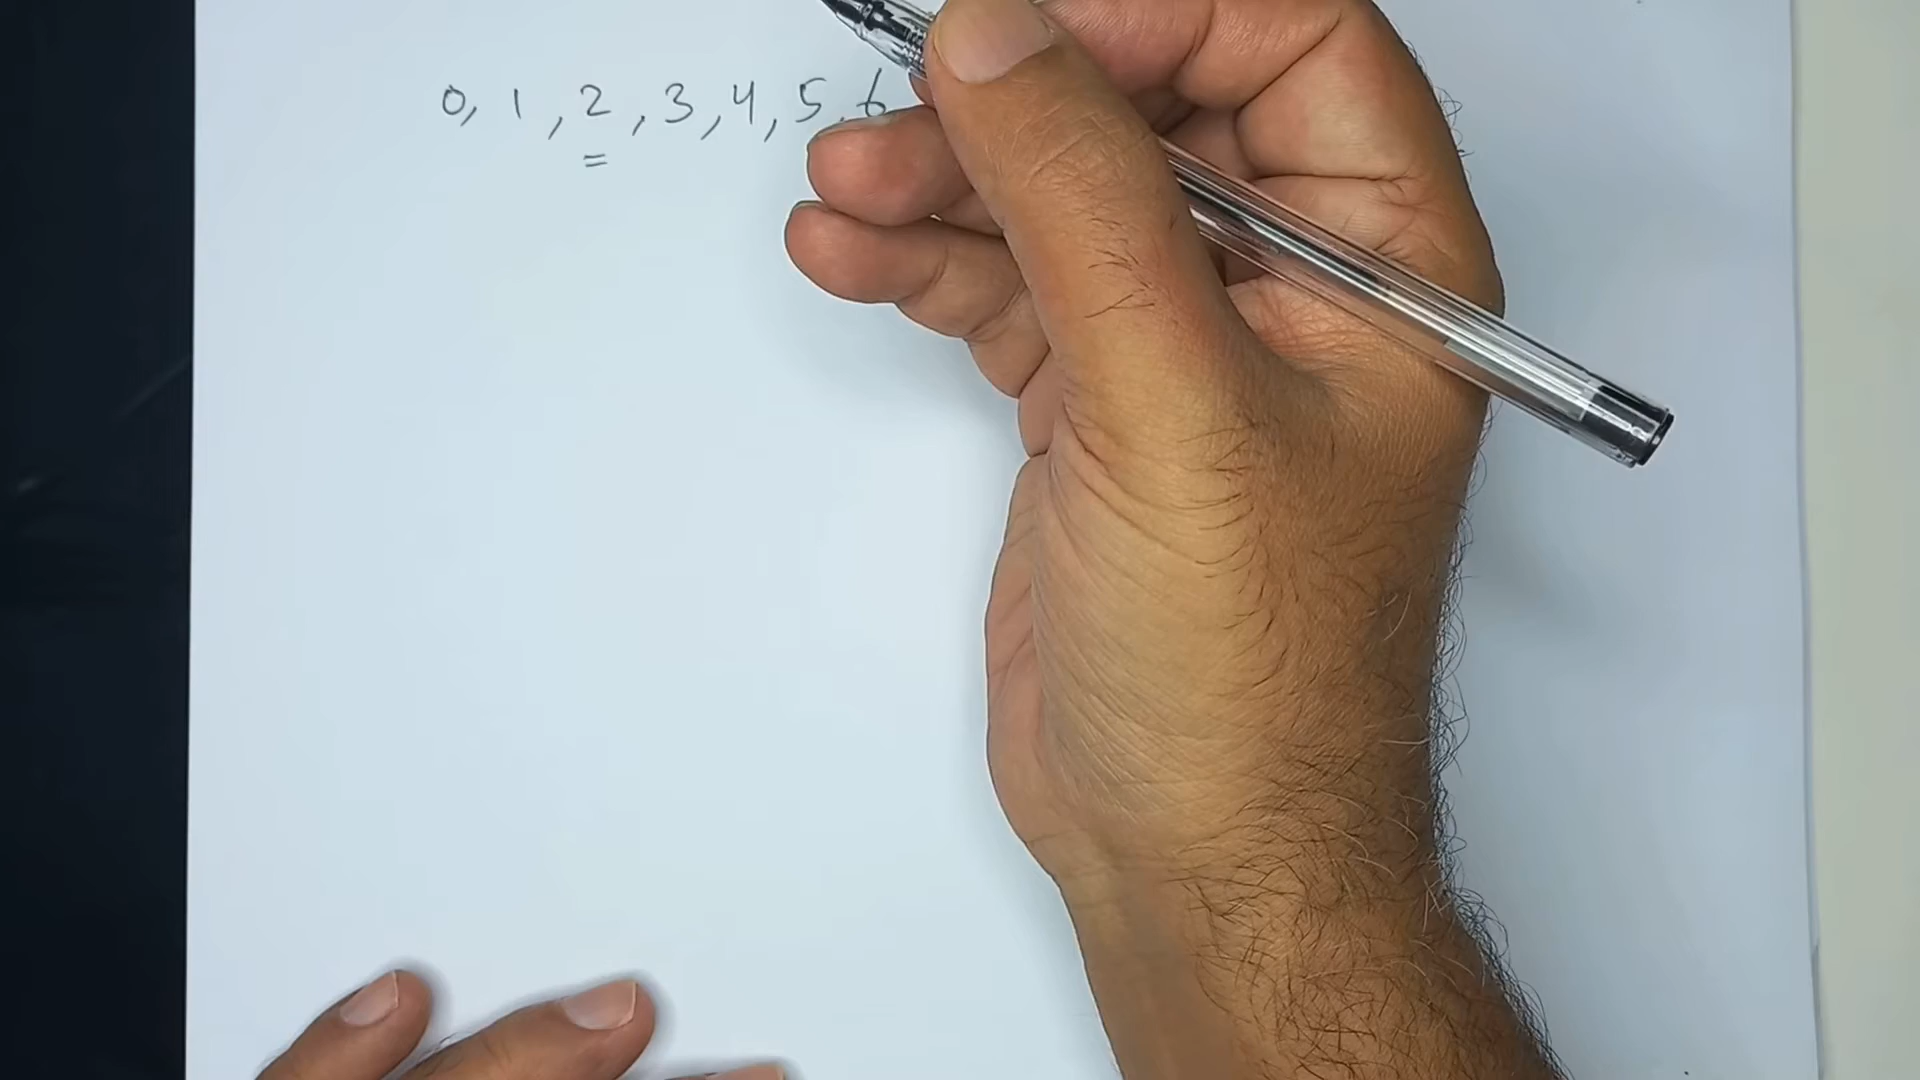 0, 1, 2, 3, 4, 5, 6
=